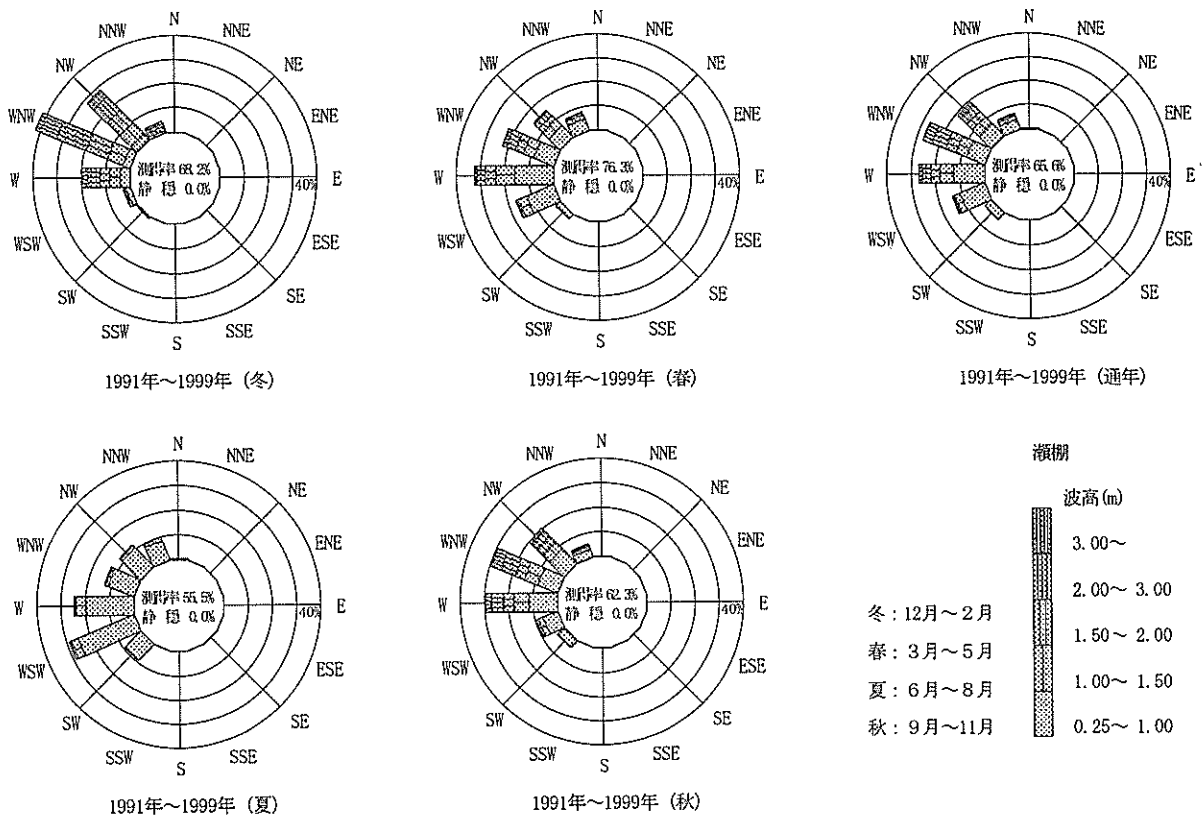 N
NNW
NNE
NW
NE
WNW
ENE
測得率 68.2%
静 穏 0.0%
W
40%
E
WSW
ESE
SW
SE
SSW
SSE
S
1991年～1999年 (冬)
N
NNW
NNE
NW
NE
WNW
ENE
測得率 76.3%
静 穏 0.0%
W
40%
E
WSW
ESE
SW
SE
SSW
SSE
S
1991年～1999年 (春)
N
NNW
NNE
NW
NE
WNW
ENE
測得率 65.6%
静 穏 0.0%
W
40%
E
WSW
ESE
SW
SE
SSW
SSE
S
1991年～1999年 (通年)
N
NNW
NNE
NW
NE
WNW
ENE
測得率 55.5%
静 穏 0.0%
W
40%
E
WSW
ESE
SW
SE
SSW
SSE
S
1991年～1999年 (夏)
N
NNW
NNE
NW
NE
WNW
ENE
測得率 62.3%
静 穏 0.0%
W
40%
E
WSW
ESE
SW
SE
SSW
SSE
S
1991年～1999年 (秋)
冬：12月～2月
春：3月～5月
夏：6月～8月
秋：9月～11月
瀬棚
波高(m)
3.00～
2.00～ 3.00
1.50～ 2.00
1.00～ 1.50
0.25～ 1.00